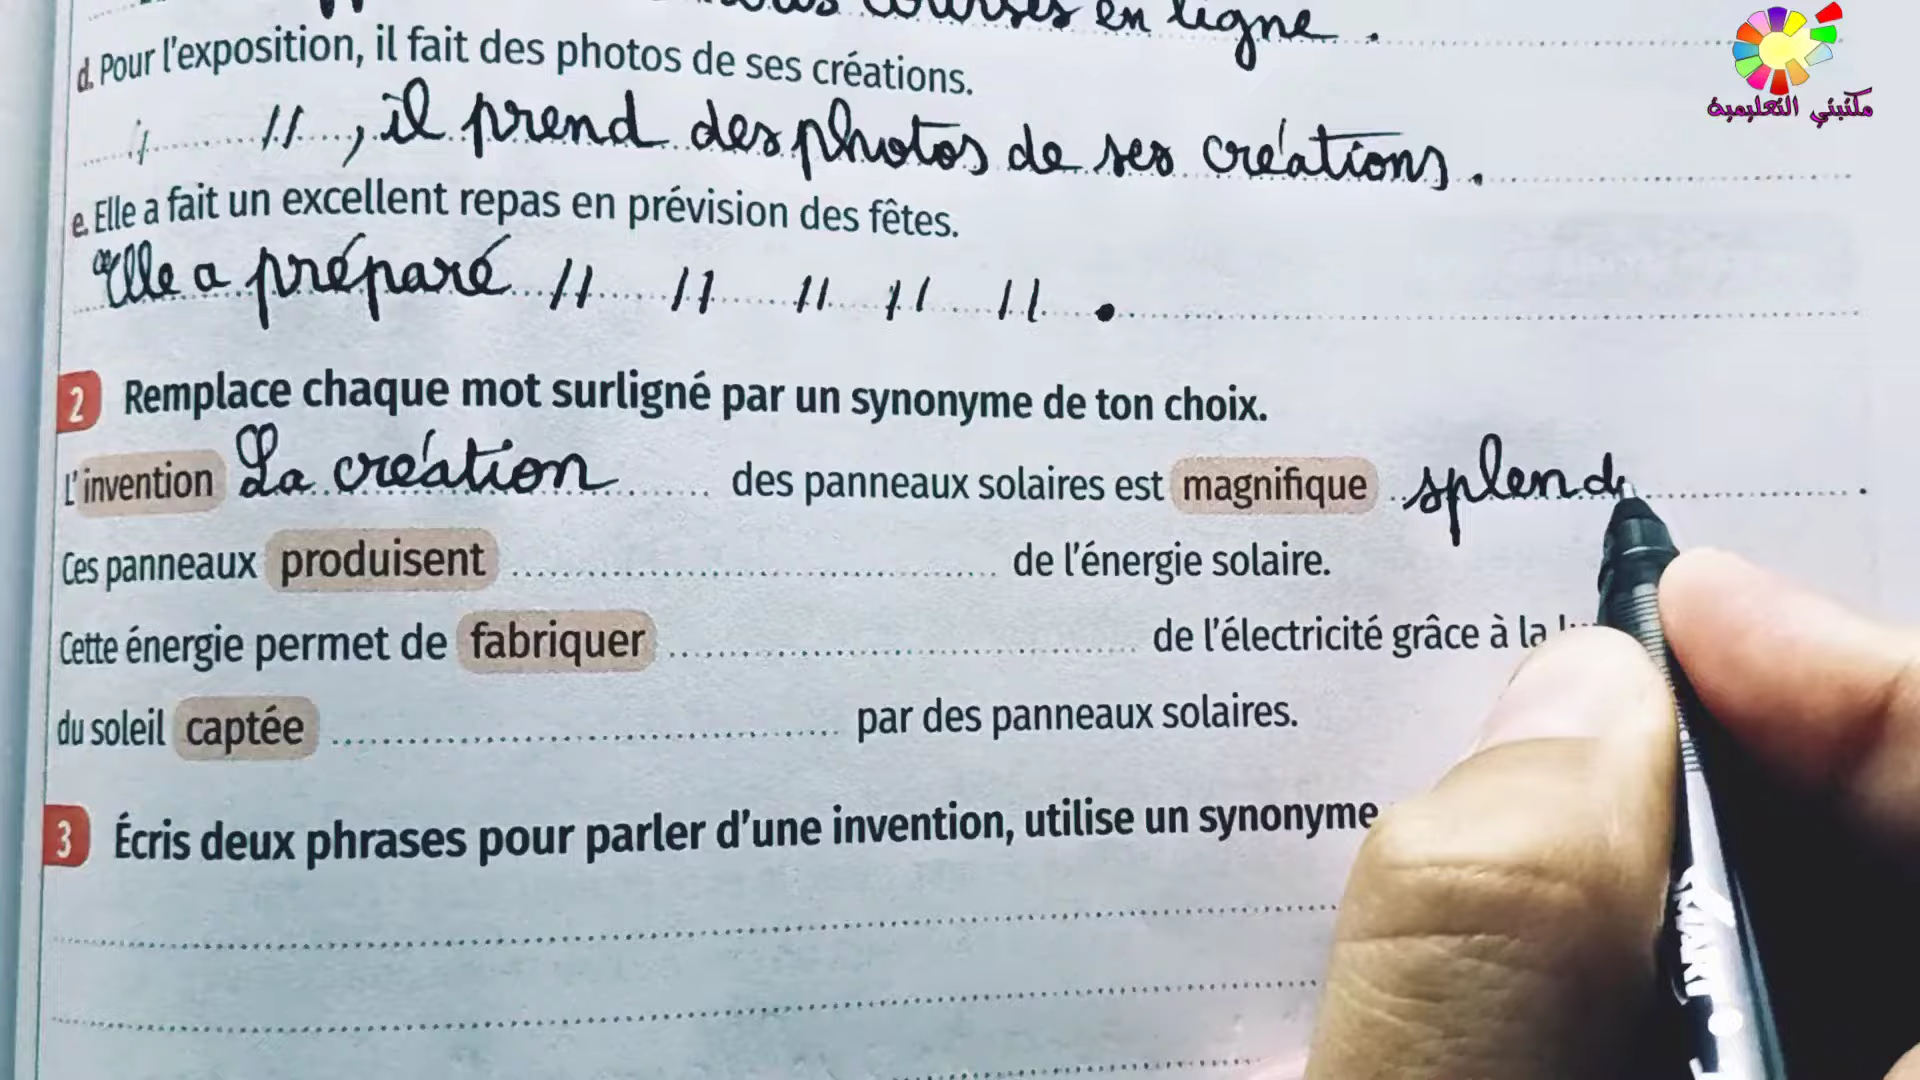 courses en ligne.
d. Pour l'exposition, il fait des photos de ses créations.
// // , il prend des photos de ses créations.
e. Elle a fait un excellent repas en prévision des fêtes.
Elle a préparé // // // // // .
2 Remplace chaque mot surligné par un synonyme de ton choix.
L'invention La création des panneaux solaires est magnifique splend .
Ces panneaux produisent de l'énergie solaire.
Cette énergie permet de fabriquer de l'électricité grâce à la
du soleil captée par des panneaux solaires.
3 Écris deux phrases pour parler d'une invention, utilise un synonyme
مكتبتي التعليمية